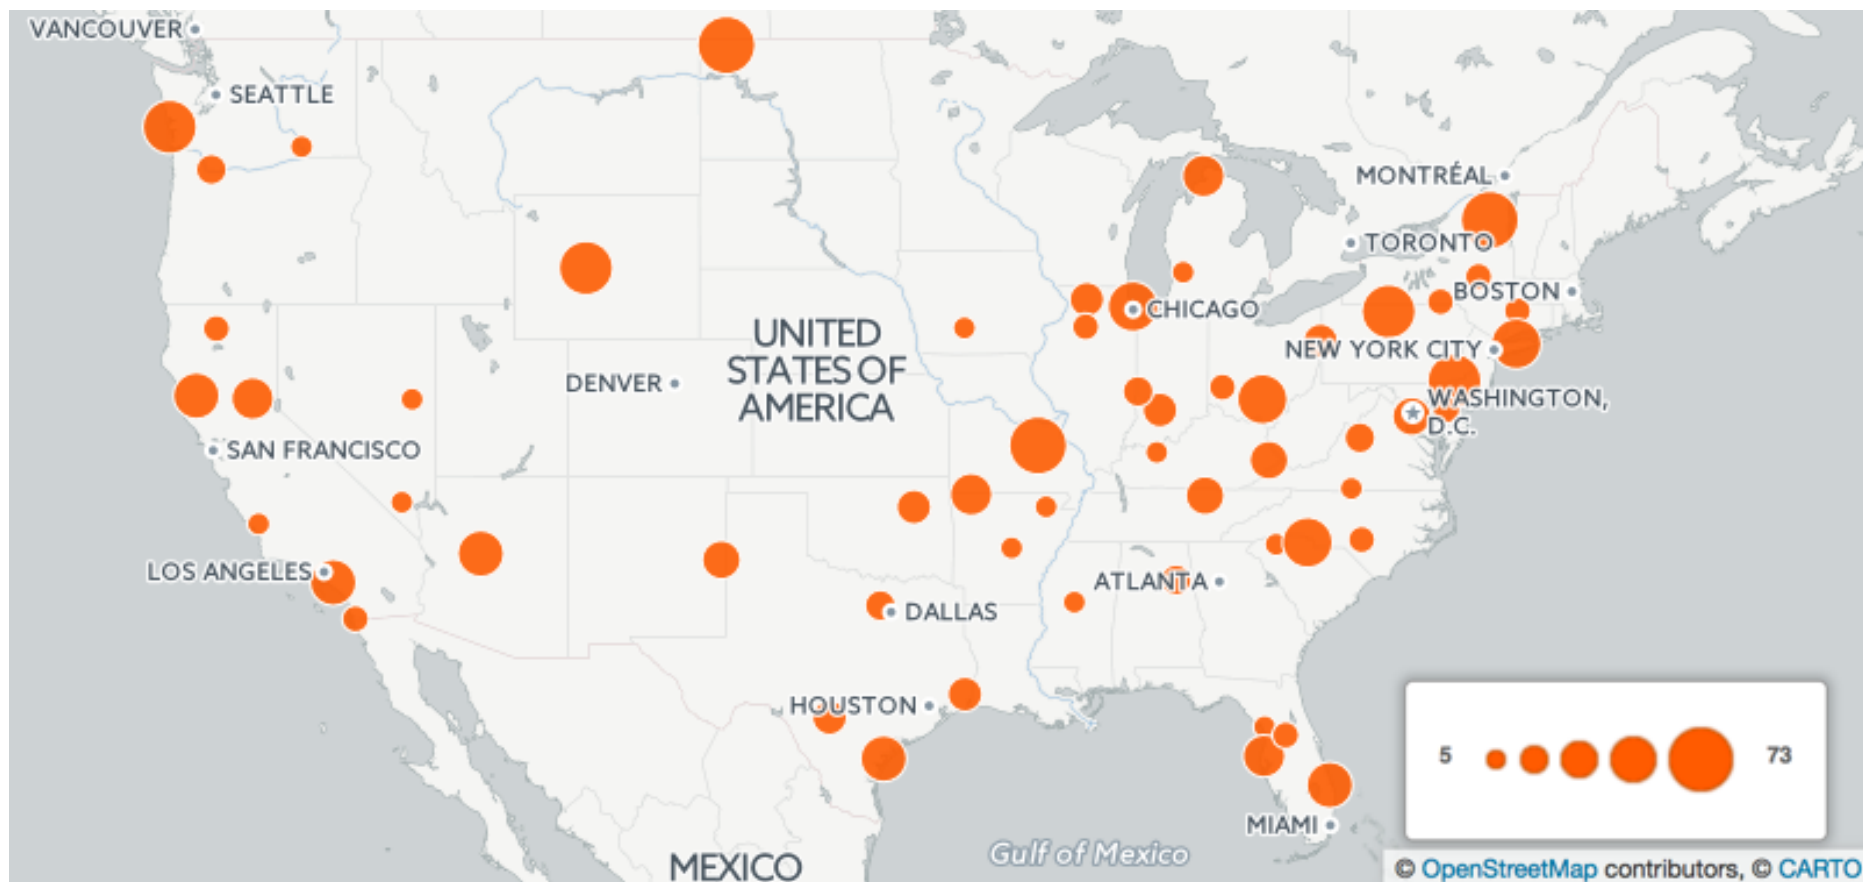 VANCOUVER
SEATTLE
MONTRÉAL
TORONTO
BOSTON
CHICAGO
UNITED
STATES OF
AMERICA
NEW YORK CITY
DENVER
WASHINGTON,
D.C.
SAN FRANCISCO
LOS ANGELES
ATLANTA
DALLAS
HOUSTON
5
73
MIAMI
Gulf of Mexico
MEXICO
© OpenStreetMap contributors, © CARTO